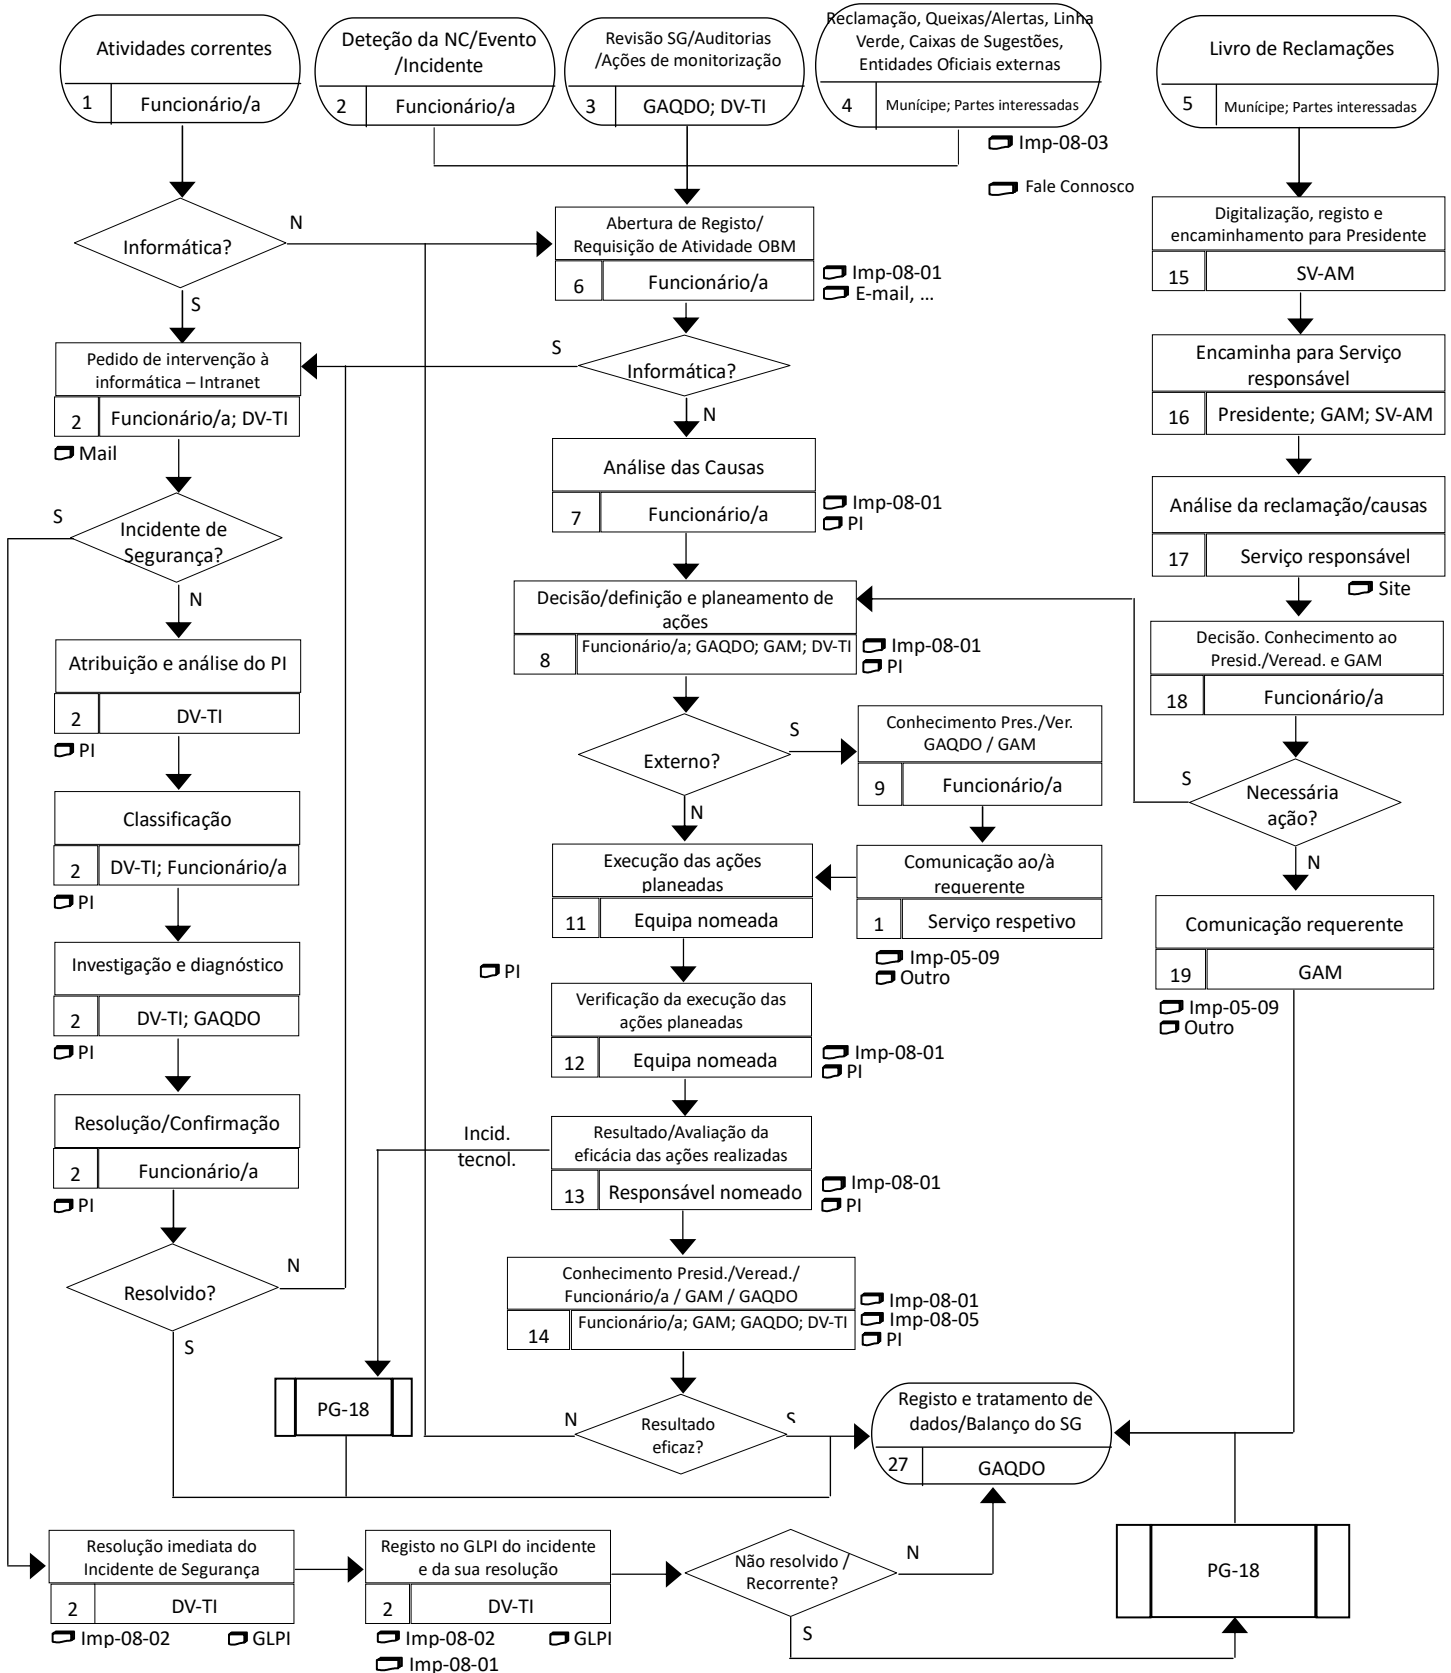 Atividades correntes
1 Funcionário/a
Deteção da NC/Evento
/Incidente
2 Funcionário/a
Revisão SG/Auditorias
/Ações de monitorização
3 GAQDO; DV-TI
Reclamação, Queixas/Alertas, Linha
Verde, Caixas de Sugestões,
Entidades Oficiais externas
4 Munícipe; Partes interessadas
Livro de Reclamações
5 Munícipe; Partes interessadas
Imp-08-03
Fale Connosco
Informática?
N
S
Abertura de Registo/
Requisição de Atividade OBM
6 Funcionário/a
Imp-08-01
E-mail, ...
Digitalização, registo e
encaminhamento para Presidente
15 SV-AM
Pedido de intervenção à
informática – Intranet
2 Funcionário/a; DV-TI
Mail
S
Informática?
N
Encaminha para Serviço
responsável
16 Presidente; GAM; SV-AM
Análise das Causas
7 Funcionário/a
Imp-08-01
PI
Análise da reclamação/causas
17 Serviço responsável
Site
S
Incidente de
Segurança?
N
Decisão/definição e planeamento de
ações
8 Funcionário/a; GAQDO; GAM; DV-TI
Imp-08-01
PI
Decisão. Conhecimento ao
Presid./Veread. e GAM
18 Funcionário/a
Atribuição e análise do PI
2 DV-TI
PI
Externo?
S
N
Conhecimento Pres./Ver.
GAQDO / GAM
9 Funcionário/a
S
Necessária
ação?
N
Classificação
2 DV-TI; Funcionário/a
PI
Execução das ações
planeadas
11 Equipa nomeada
PI
Comunicação ao/à
requerente
1 Serviço respetivo
Imp-05-09
Outro
Comunicação requerente
19 GAM
Imp-05-09
Outro
Investigação e diagnóstico
2 DV-TI; GAQDO
PI
Verificação da execução das
ações planeadas
12 Equipa nomeada
Imp-08-01
PI
Resolução/Confirmação
2 Funcionário/a
PI
Incid.
tecnol.
Resultado/Avaliação da
eficácia das ações realizadas
13 Responsável nomeado
Imp-08-01
PI
Resolvido?
N
S
Conhecimento Presid./Veread./
Funcionário/a / GAM / GAQDO
14 Funcionário/a; GAM; GAQDO; DV-TI
Imp-08-01
Imp-08-05
PI
PG-18
N
Resultado
eficaz?
S
Registo e tratamento de
dados/Balanço do SG
27 GAQDO
Resolução imediata do
Incidente de Segurança
2 DV-TI
Imp-08-02 GLPI
Registo no GLPI do incidente
e da sua resolução
2 DV-TI
Imp-08-02 GLPI
Imp-08-01
Não resolvido /
Recorrente?
N
S
PG-18